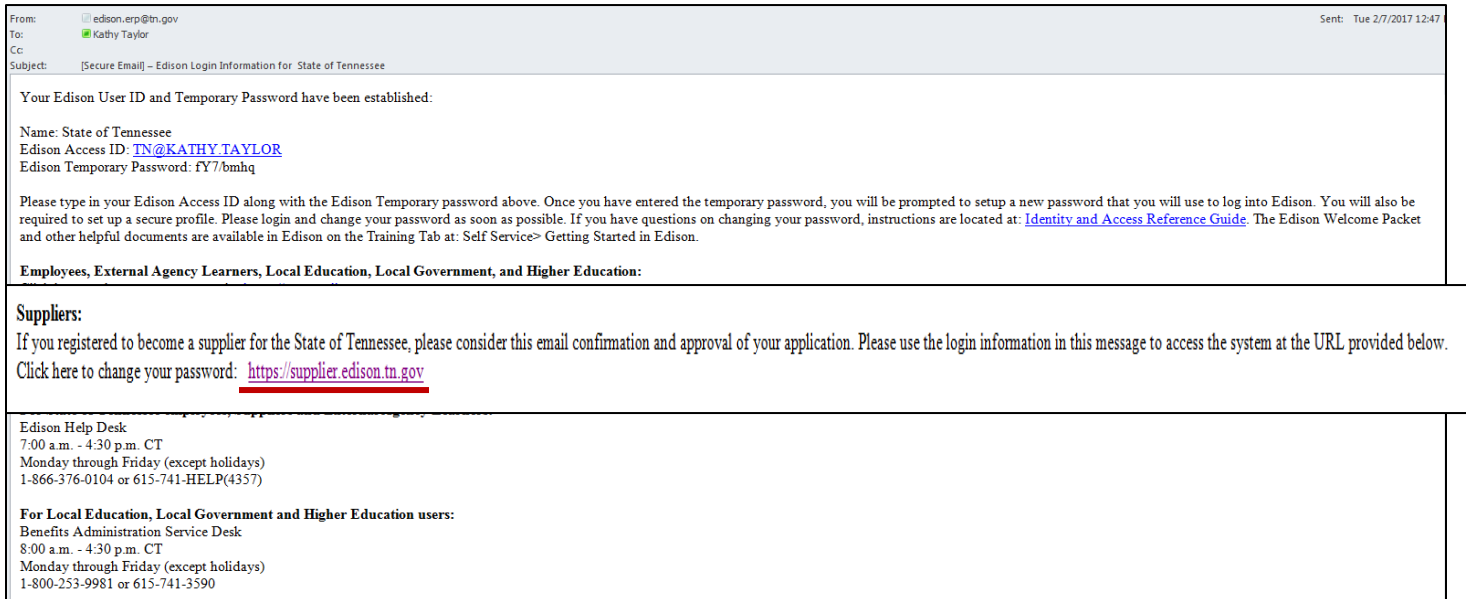 From: edison.erp@tn.gov Sent: Tue 2/7/2017 12:47
To: Kathy Taylor
Cc:
Subject: [Secure Email] – Edison Login Information for State of Tennessee
Your Edison User ID and Temporary Password have been established:
Name: State of Tennessee
Edison Access ID: TN@KATHY.TAYLOR
Edison Temporary Password: fY7/bmhq
Please type in your Edison Access ID along with the Edison Temporary password above. Once you have entered the temporary password, you will be prompted to setup a new password that you will use to log into Edison. You will also be
required to set up a secure profile. Please login and change your password as soon as possible. If you have questions on changing your password, instructions are located at: Identity and Access Reference Guide. The Edison Welcome Packet
and other helpful documents are available in Edison on the Training Tab at: Self Service> Getting Started in Edison.
Employees, External Agency Learners, Local Education, Local Government, and Higher Education:
Suppliers:
If you registered to become a supplier for the State of Tennessee, please consider this email confirmation and approval of your application. Please use the login information in this message to access the system at the URL provided below.
Click here to change your password: https://supplier.edison.tn.gov
Edison Help Desk
7:00 a.m. - 4:30 p.m. CT
Monday through Friday (except holidays)
1-866-376-0104 or 615-741-HELP(4357)
For Local Education, Local Government and Higher Education users:
Benefits Administration Service Desk
8:00 a.m. - 4:30 p.m. CT
Monday through Friday (except holidays)
1-800-253-9981 or 615-741-3590